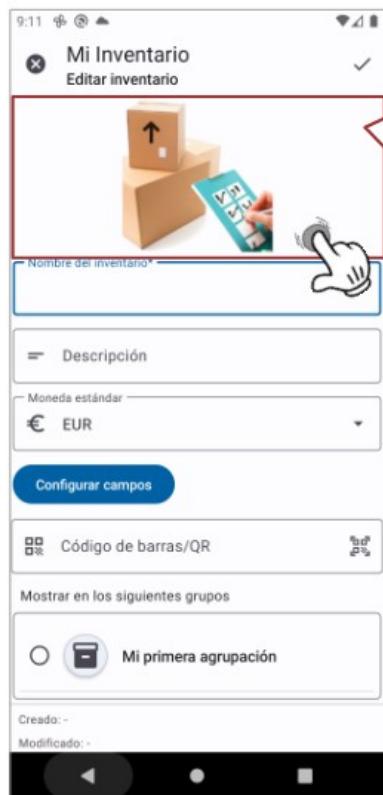 9:11
Mi Inventario
Editar inventario
Nombre del inventario*
Descripción
Moneda estándar
€ EUR
Configurar campos
Código de barras/QR
Mostrar en los siguientes grupos
Mi primera agrupación
Creado: -
Modificado: -